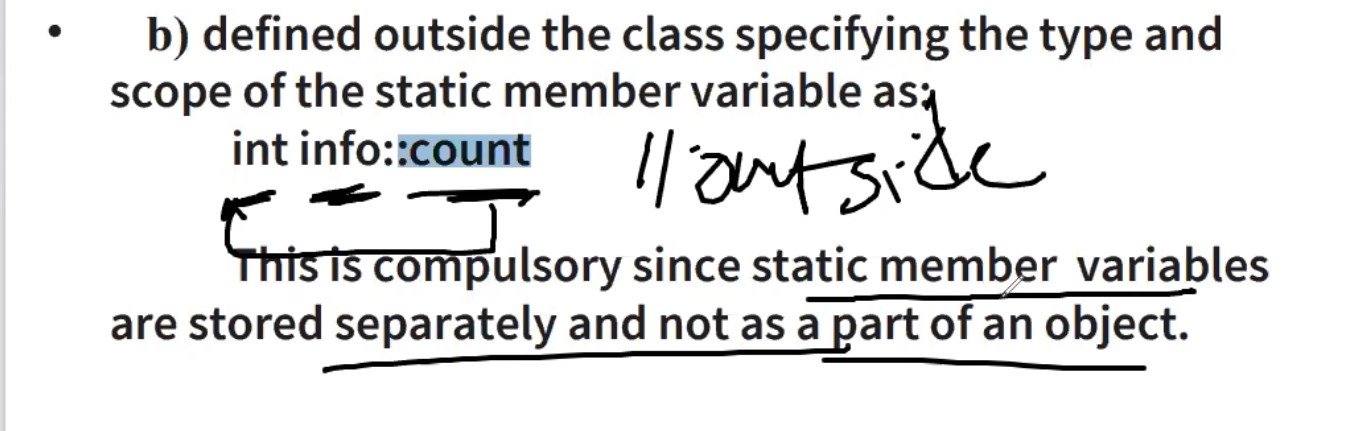 • b) defined outside the class specifying the type and
scope of the static member variable as:
int info::count //outside
This is compulsory since static member variables
are stored separately and not as a part of an object.